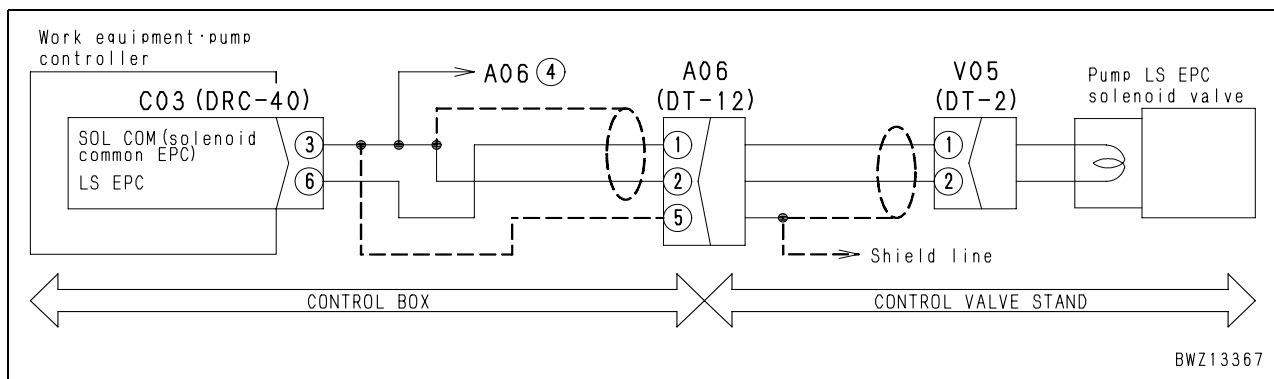 Work equipment·pump
controller
A06 ④
C03 (DRC-40)
A06
(DT-12)
V05
(DT-2)
Pump LS EPC
solenoid valve
SOL COM (solenoid
common EPC)
LS EPC
③
⑥
①
②
⑤
①
②
Shield line
CONTROL BOX
CONTROL VALVE STAND
BWZ13367